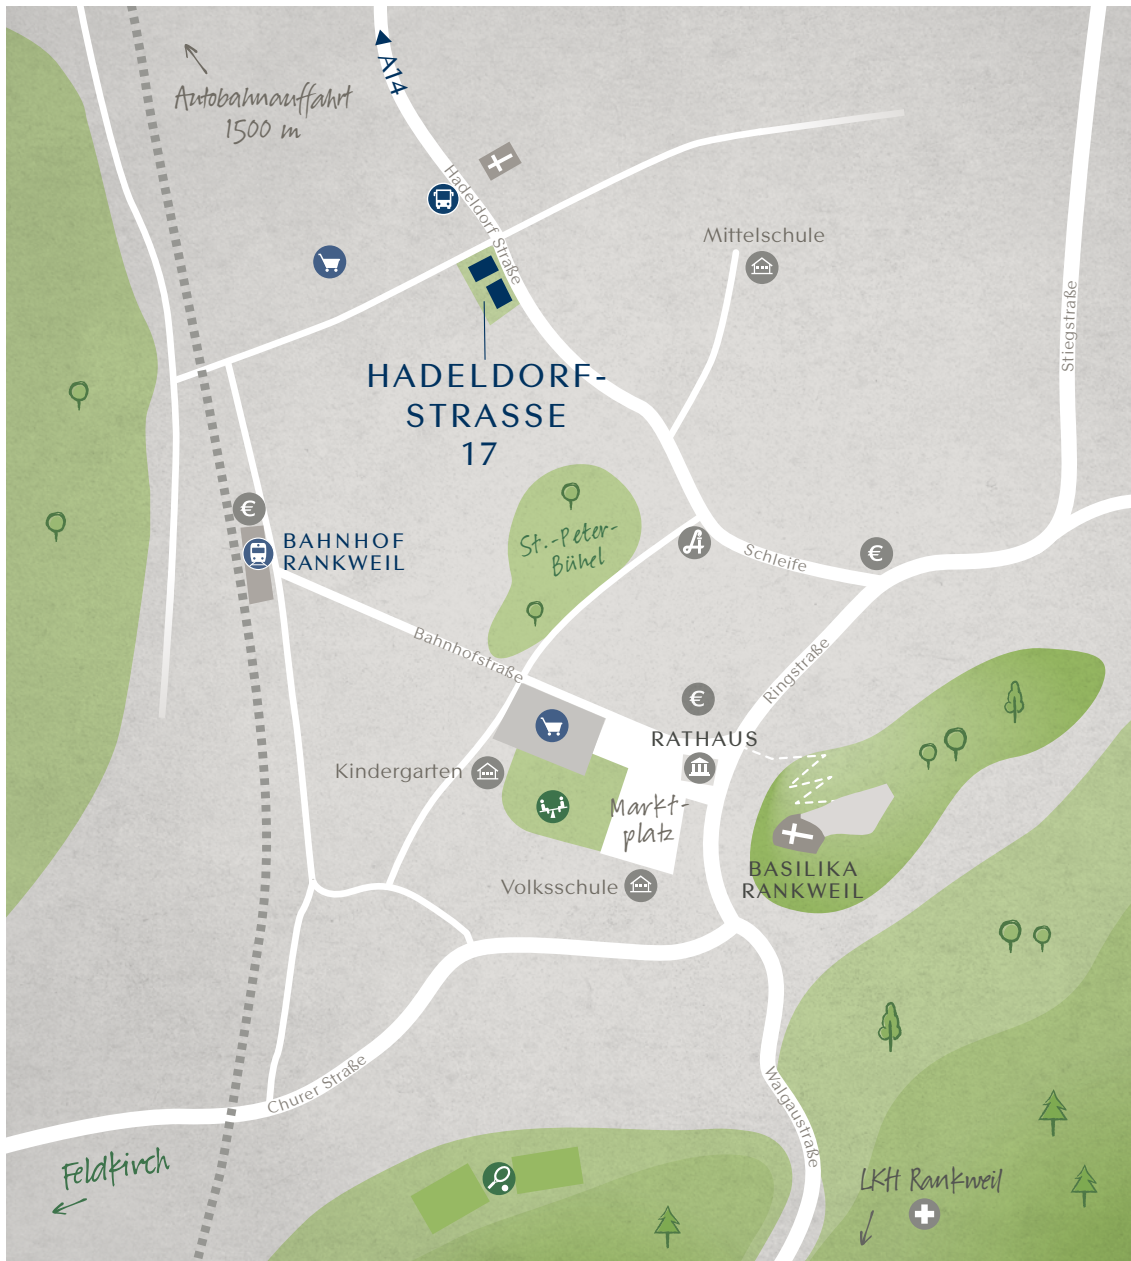 A14
Autobahnauffahrt
1500 m
Hadeldorf Straße
Mittelschule
Stiegstraße
HADELDORF-
STRASSE
17
€
BAHNHOF
RANKWEIL
St.-Peter-
Bühel
A
Schleife
€
Bahnhofstraße
Ringstraße
€
RATHAUS
Kindergarten
Markt-
platz
BASILIKA
RANKWEIL
Volksschule
Churer Straße
Walgaustraße
Feldkirch
LKH Rankweil